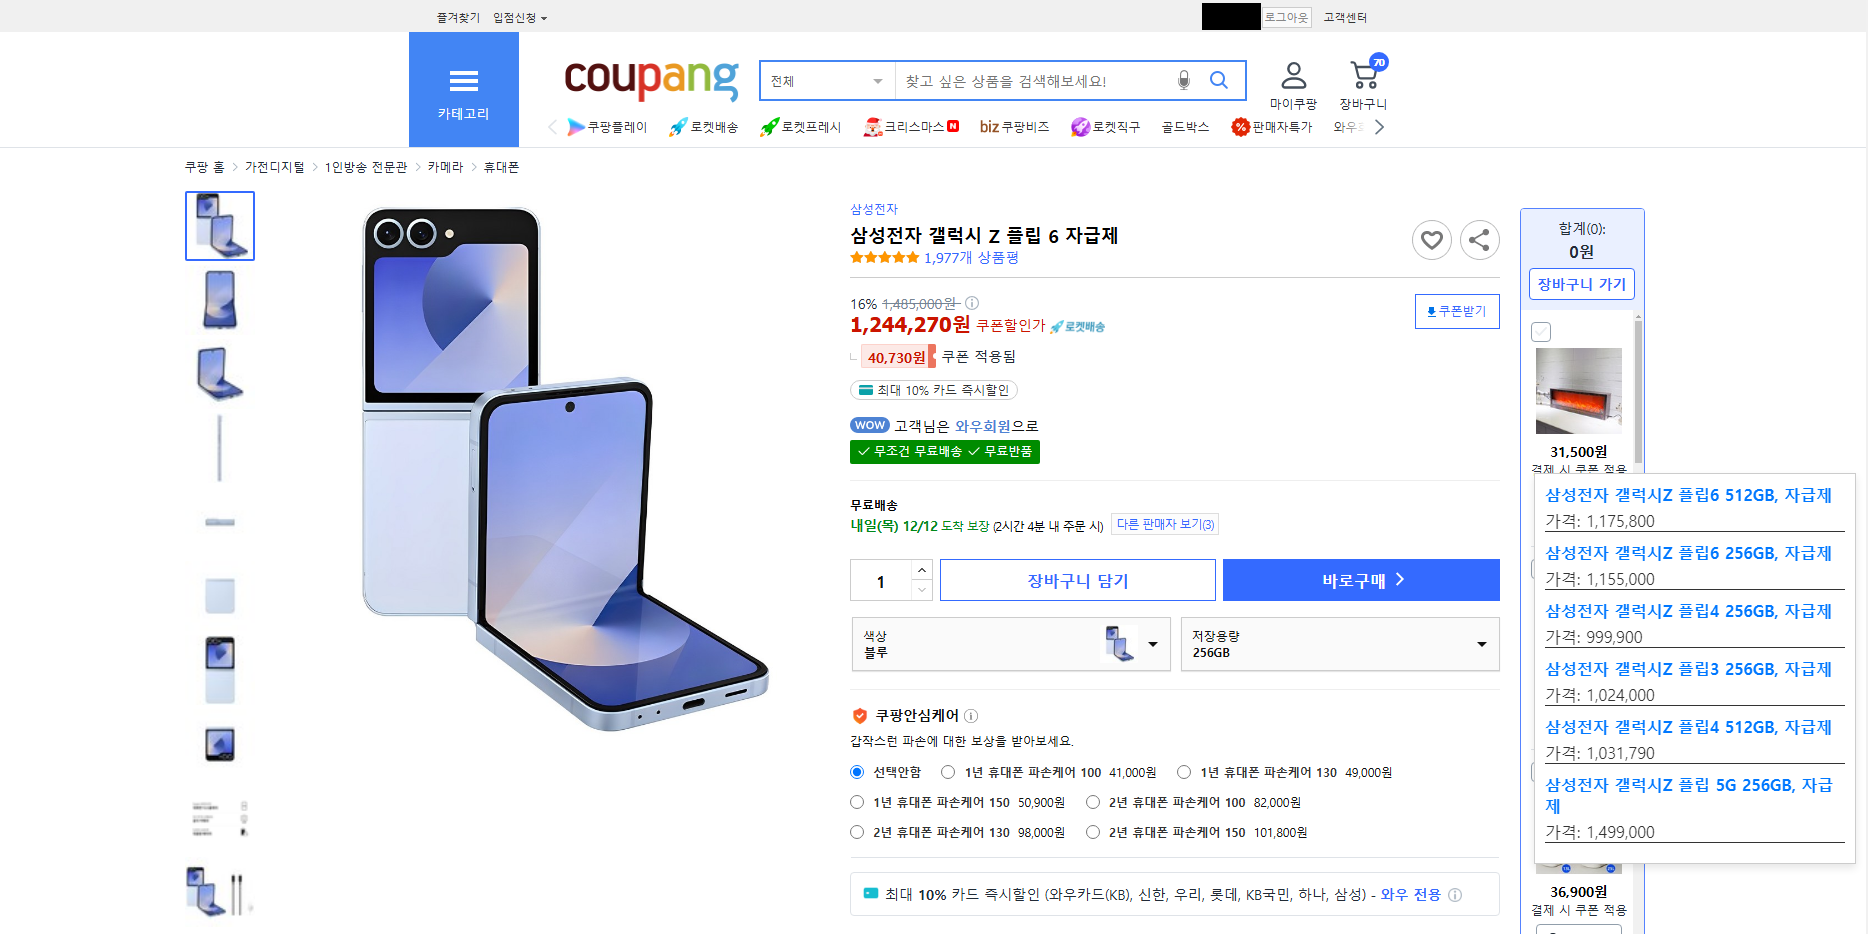 즐겨찾기 입점신청
로그아웃 고객센터
카테고리
coupang
전체
찾고 싶은 상품을 검색해보세요!
마이쿠팡
70
장바구니
쿠팡플레이 로켓배송 로켓프레시 크리스마스 N biz 쿠팡비즈 로켓직구 골드박스 판매자특가
쿠팡 홈 > 가전디지털 > 1인방송 전문관 > 카메라 > 휴대폰
삼성전자
삼성전자 갤럭시 Z 플립 6 자급제
1,977개 상품평
16% 1,485,000원
1,244,270원 쿠폰할인가 로켓배송
쿠폰받기
40,730원 쿠폰 적용됨
최대 10% 카드 즉시할인
WOW 고객님은 와우회원으로
무조건 무료배송 무료반품
무료배송
내일(목) 12/12 도착 보장 (2시간 4분 내 주문 시) 다른 판매자 보기(3)
1
장바구니 담기
바로구매
색상
블루
저장용량
256GB
쿠팡안심케어
갑작스런 파손에 대한 보상을 받아보세요.
선택안함 1년 휴대폰 파손케어 100 41,000원 1년 휴대폰 파손케어 130 49,000원
1년 휴대폰 파손케어 150 50,900원 2년 휴대폰 파손케어 100 82,000원
2년 휴대폰 파손케어 130 98,000원 2년 휴대폰 파손케어 150 101,800원
최대 10% 카드 즉시할인 (와우카드(KB), 신한, 우리, 롯데, KB국민, 하나, 삼성) - 와우 전용
합계(0):
0원
장바구니 가기
31,500원
결제 시 쿠폰 적용
삼성전자 갤럭시Z 플립6 512GB, 자급제
가격: 1,175,800
삼성전자 갤럭시Z 플립6 256GB, 자급제
가격: 1,155,000
삼성전자 갤럭시Z 플립4 256GB, 자급제
가격: 999,900
삼성전자 갤럭시Z 플립3 256GB, 자급제
가격: 1,024,000
삼성전자 갤럭시Z 플립4 512GB, 자급제
가격: 1,031,790
삼성전자 갤럭시Z 플립 5G 256GB, 자급
제
가격: 1,499,000
36,900원
결제 시 쿠폰 적용